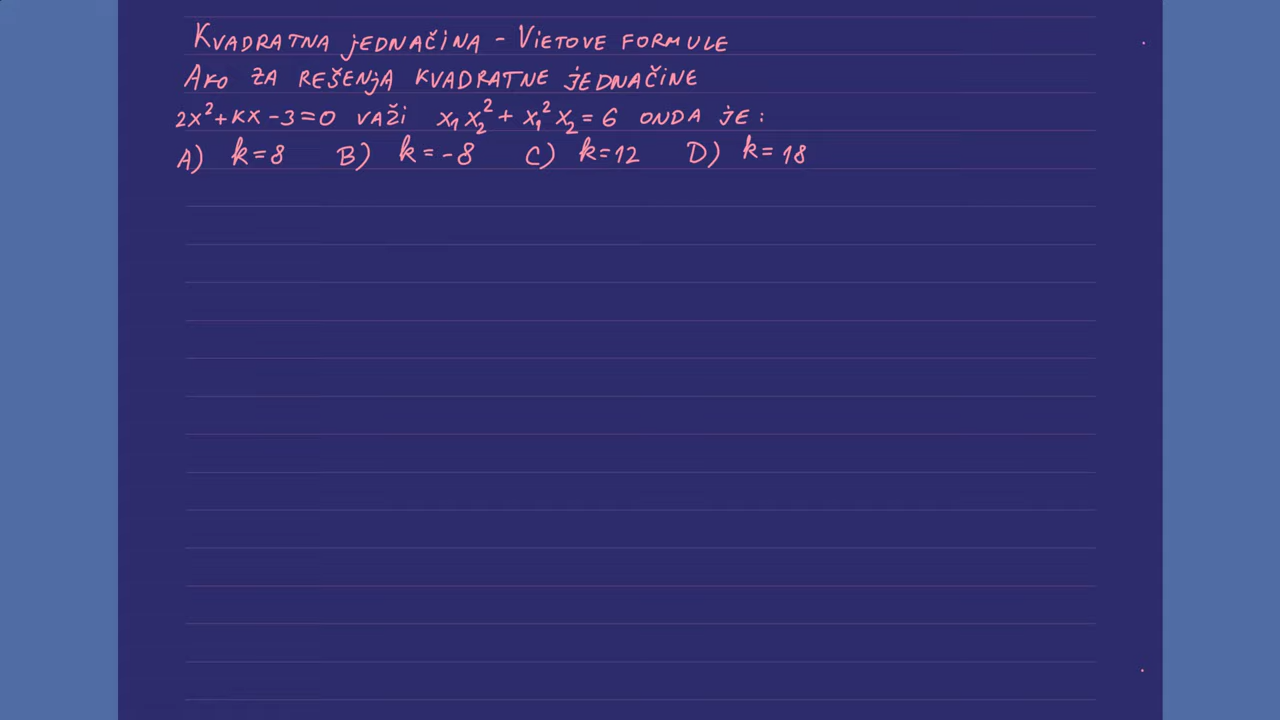 KVADRATNA JEDNAČINA - VIETOVE FORMULE
AKO ZA REŠENJA KVADRATNE JEDNAČINE
2x²+kx-3=0 VAŽI x₁x₂²+x₁²x₂=6 ONDA JE:
A) k=8 B) k=-8 C) k=12 D) k=18